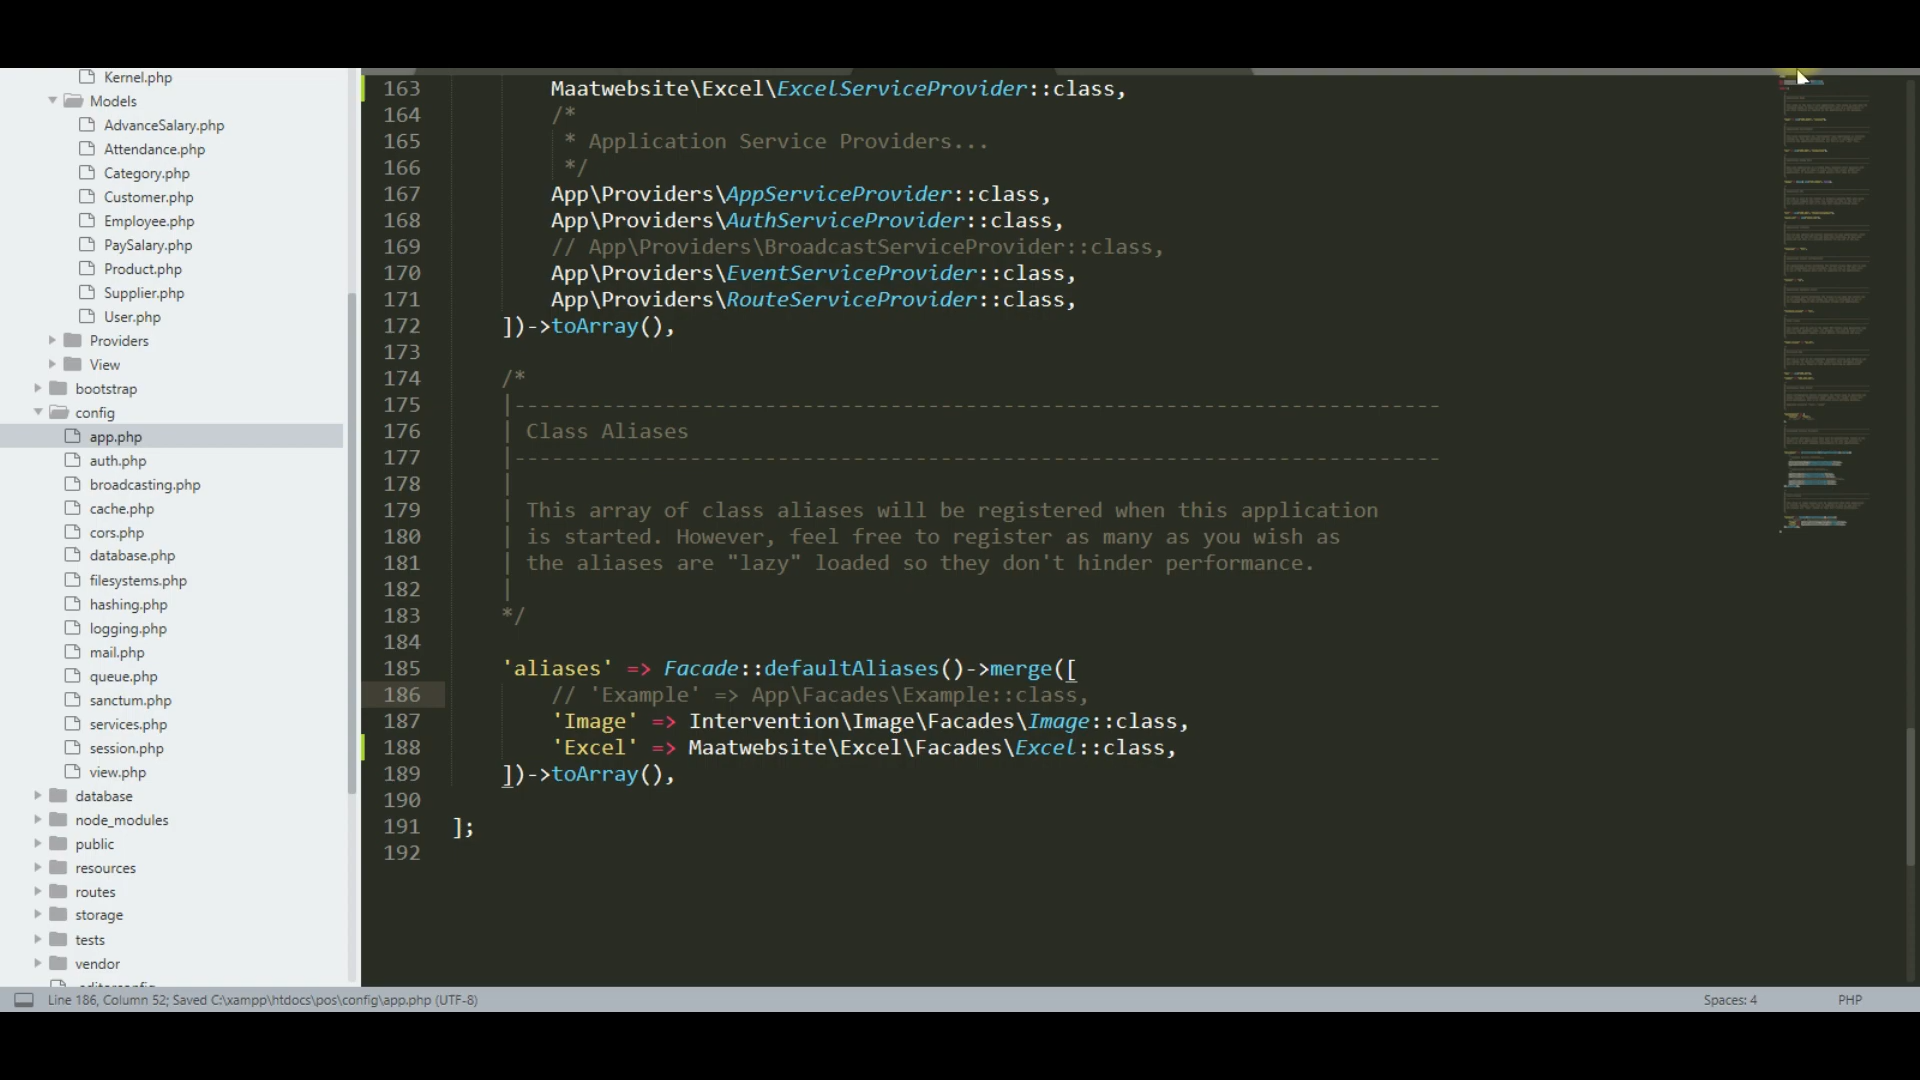 Kernel.php
Models
AdvanceSalary.php
Attendance.php
Category.php
Customer.php
Employee.php
PaySalary.php
Product.php
Supplier.php
User.php
Providers
View
bootstrap
config
app.php
auth.php
broadcasting.php
cache.php
cors.php
database.php
filesystems.php
hashing.php
logging.php
mail.php
queue.php
sanctum.php
services.php
session.php
view.php
database
node_modules
public
resources
routes
storage
tests
vendor
163 Maatwebsite\Excel\ExcelServiceProvider::class,
164 /*
165 * Application Service Providers...
166 */
167 App\Providers\AppServiceProvider::class,
168 App\Providers\AuthServiceProvider::class,
169 // App\Providers\BroadcastServiceProvider::class,
170 App\Providers\EventServiceProvider::class,
171 App\Providers\RouteServiceProvider::class,
172 ])->toArray(),
173
174 /*
175 |--------------------------------------------------------------------------
176 | Class Aliases
177 |--------------------------------------------------------------------------
178 |
179 | This array of class aliases will be registered when this application
180 | is started. However, feel free to register as many as you wish as
181 | the aliases are "lazy" loaded so they don't hinder performance.
182 |
183 */
184
185 'aliases' => Facade::defaultAliases()->merge([
186 // 'Example' => App\Facades\Example::class,
187 'Image' => Intervention\Image\Facades\Image::class,
188 'Excel' => Maatwebsite\Excel\Facades\Excel::class,
189 ])->toArray(),
190
191 ];
192
Line 186, Column 52; Saved C:\xampp\htdocs\pos\config\app.php (UTF-8)
Spaces: 4
PHP